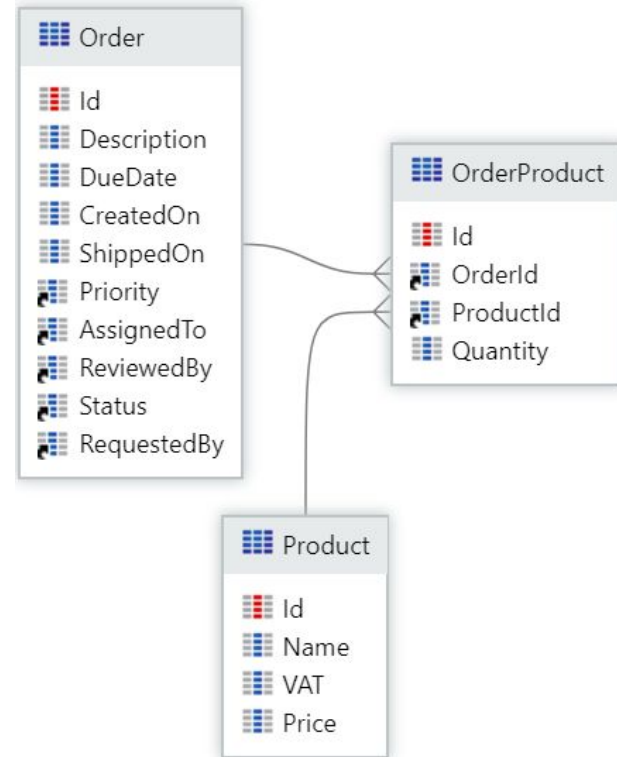 Order
Id
Description
DueDate
CreatedOn
ShippedOn
Priority
AssignedTo
ReviewedBy
Status
RequestedBy
OrderProduct
Id
OrderId
ProductId
Quantity
Product
Id
Name
VAT
Price